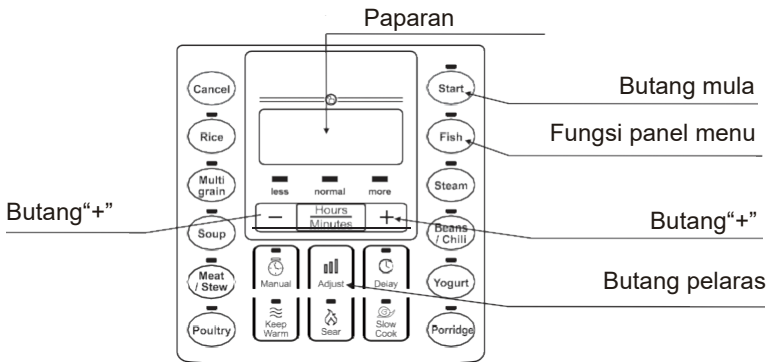 Paparan
Cancel
Start
Butang mula
Rice
Fish
Fungsi panel menu
Multi
grain
less
normal
more
Steam
Butang“+”
−
Hours
Minutes
+
Butang“+”
Soup
Beans
/ Chili
Meat
/ Stew
Manual
Adjust
Delay
Yogurt
Butang pelaras
Poultry
Keep
Warm
Sear
Slow
Cook
Porridge